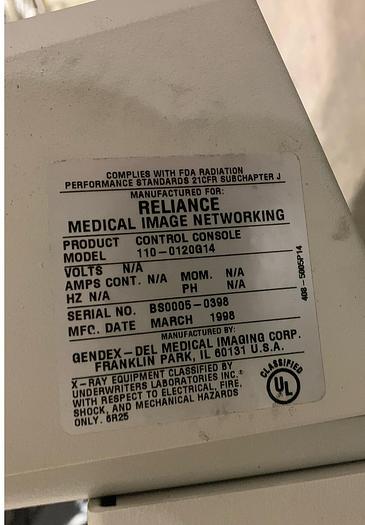 COMPLIES WITH FDA RADIATION
PERFORMANCE STANDARDS 21CFR SUBCHAPTER J
MANUFACTURED FOR:
RELIANCE
MEDICAL IMAGE NETWORKING
PRODUCT CONTROL CONSOLE
MODEL 110-0120G14
VOLTS N/A
AMPS CONT. N/A MOM. N/A
HZ N/A PH N/A
SERIAL NO. BS0005-0398
MFG. DATE MARCH 1998
MANUFACTURED BY:
GENDEX-DEL MEDICAL IMAGING CORP.
FRANKLIN PARK, IL 60131 U.S.A.
X-RAY EQUIPMENT CLASSIFIED BY
UNDERWRITERS LABORATORIES INC.®
WITH RESPECT TO ELECTRICAL, FIRE,
SHOCK, AND MECHANICAL HAZARDS
ONLY. 6R25
CLASSIFIED
UL
408-5005P14